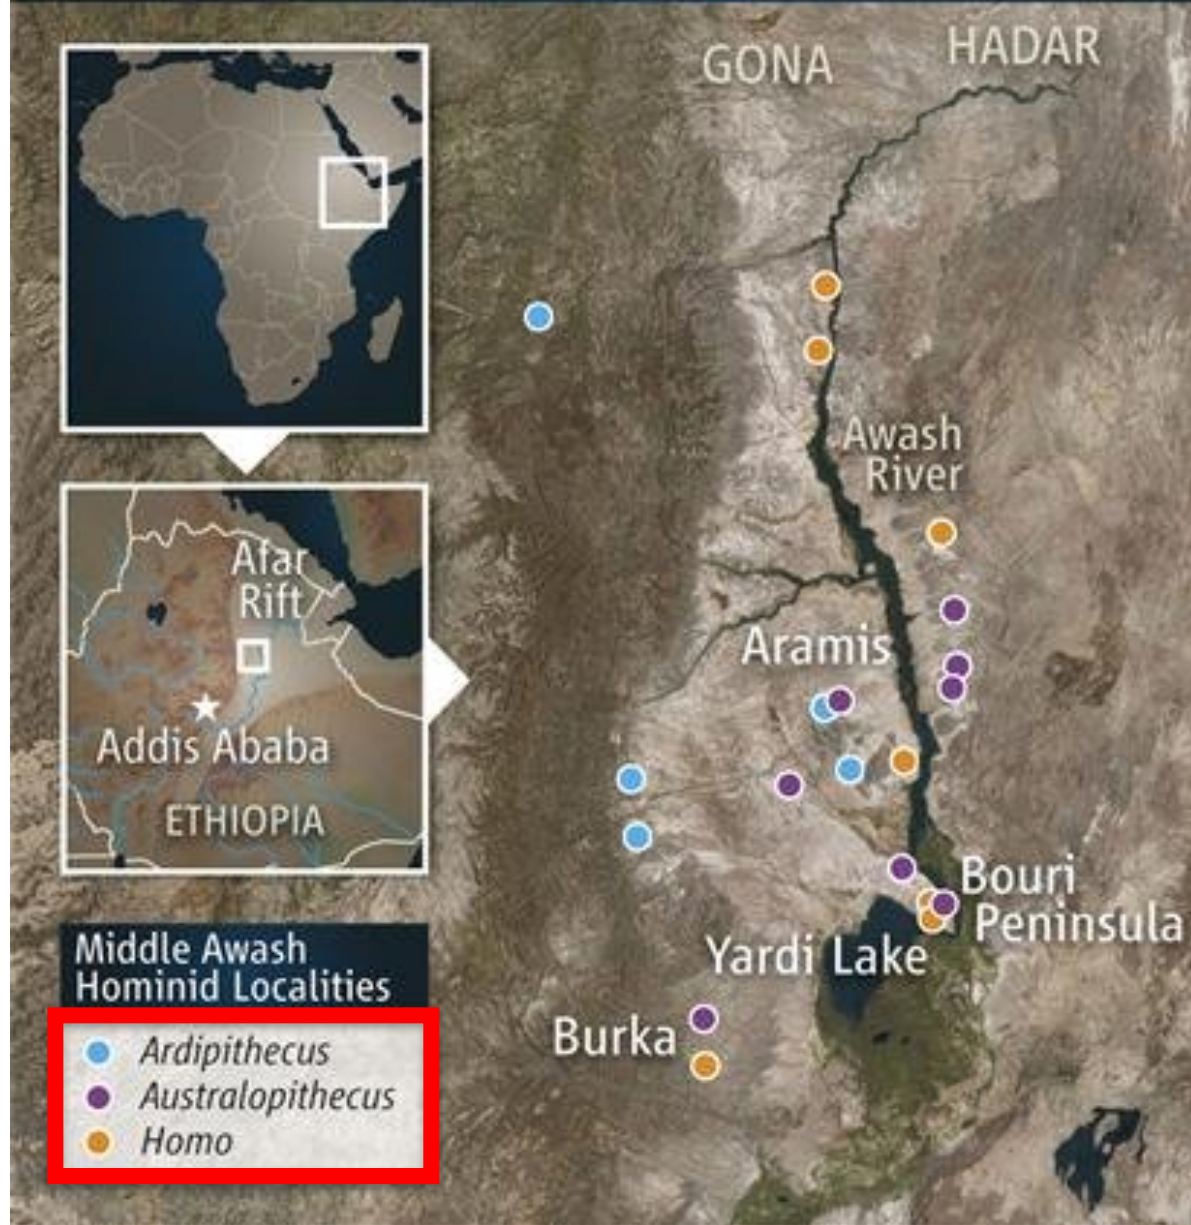 GONA
HADAR
Awash
River
Afar
Rift
Addis Ababa
ETHIOPIA
Aramis
Bouri
Peninsula
Yardi Lake
Burka
Middle Awash
Hominid Localities
Ardipithecus
Australopithecus
Homo